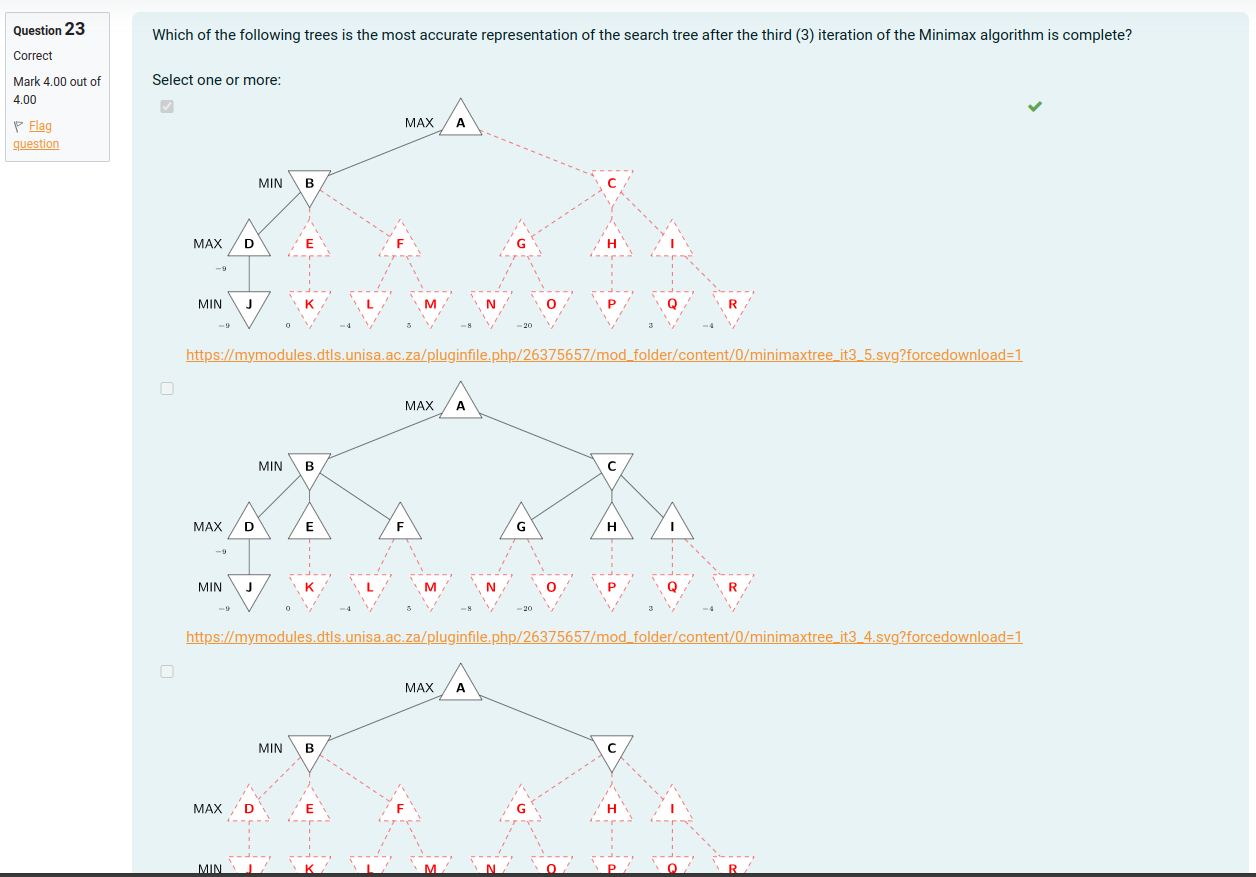 Question 23
Correct
Mark 4.00 out of
4.00
Flag
question
Which of the following trees is the most accurate representation of the search tree after the third (3) iteration of the Minimax algorithm is complete?
Select one or more:
MAX A
MIN B C
MAX D E F G H I
−9
MIN J K L M N O P Q R
−9 0 −4 5 −8 −20 3 −4
https://mymodules.dtls.unisa.ac.za/pluginfile.php/26375657/mod_folder/content/0/minimaxtree_it3_5.svg?forcedownload=1
MAX A
MIN B C
MAX D E F G H I
−9
MIN J K L M N O P Q R
−9 0 −4 5 −8 −20 3 −4
https://mymodules.dtls.unisa.ac.za/pluginfile.php/26375657/mod_folder/content/0/minimaxtree_it3_4.svg?forcedownload=1
MAX A
MIN B C
MAX D E F G H I
MIN J K L M N O P Q R